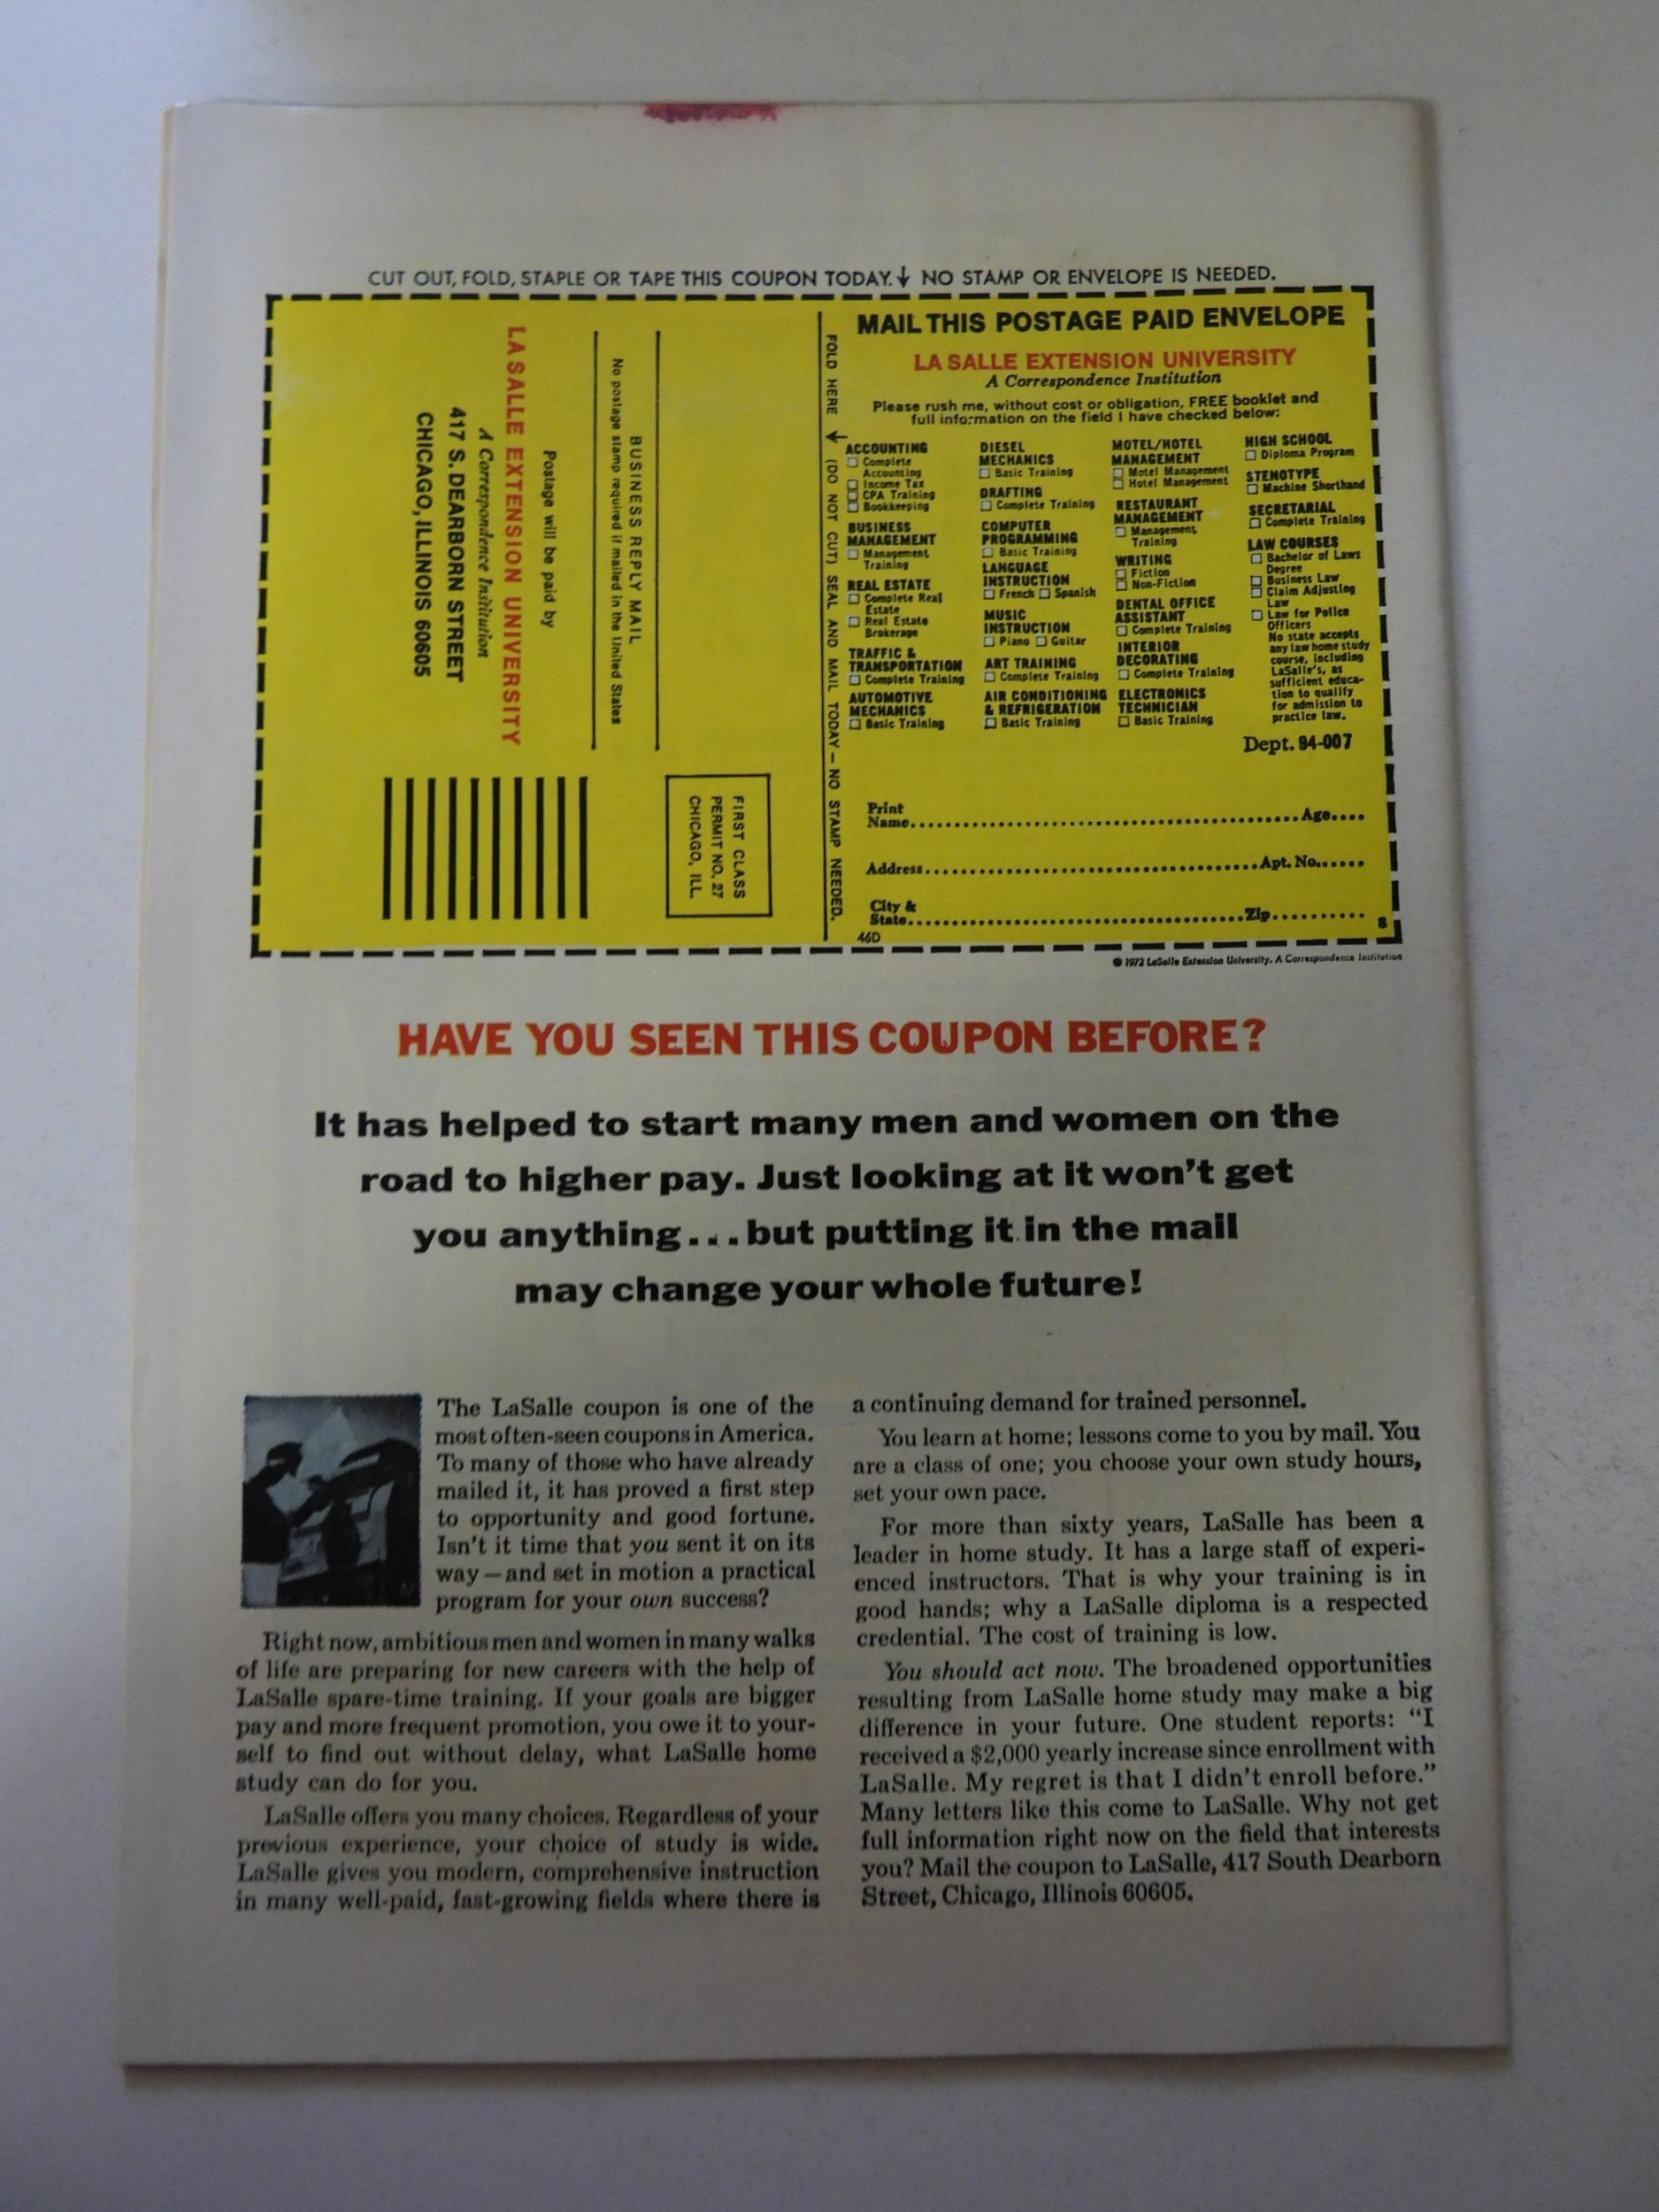 CUT OUT, FOLD, STAPLE OR TAPE THIS COUPON TODAY.↓ NO STAMP OR ENVELOPE IS NEEDED.
FIRST CLASS
PERMIT NO. 27
CHICAGO, ILL.
BUSINESS REPLY MAIL
No postage stamp required if mailed in the United States
Postage will be paid by
LA SALLE EXTENSION UNIVERSITY
A Correspondence Institution
417 S. DEARBORN STREET
CHICAGO, ILLINOIS 60605
FOLD HERE ↓ (DO NOT CUT) SEAL AND MAIL TODAY — NO STAMP NEEDED.
MAIL THIS POSTAGE PAID ENVELOPE
LA SALLE EXTENSION UNIVERSITY
A Correspondence Institution
Please rush me, without cost or obligation, FREE booklet and
full information on the field I have checked below:
ACCOUNTING
☐ Complete
Accounting
☐ Income Tax
☐ CPA Training
☐ Bookkeeping
BUSINESS
MANAGEMENT
☐ Management
Training
REAL ESTATE
☐ Complete Real
Estate
☐ Real Estate
Brokerage
TRAFFIC &
TRANSPORTATION
☐ Complete Training
AUTOMOTIVE
MECHANICS
☐ Basic Training
DIESEL
MECHANICS
☐ Basic Training
DRAFTING
☐ Complete Training
COMPUTER
PROGRAMMING
☐ Basic Training
LANGUAGE
INSTRUCTION
☐ French ☐ Spanish
MUSIC
INSTRUCTION
☐ Piano ☐ Guitar
ART TRAINING
☐ Complete Training
AIR CONDITIONING
& REFRIGERATION
☐ Basic Training
MOTEL/HOTEL
MANAGEMENT
☐ Motel Management
☐ Hotel Management
RESTAURANT
MANAGEMENT
☐ Management
Training
WRITING
☐ Fiction
☐ Non-Fiction
DENTAL OFFICE
ASSISTANT
☐ Complete Training
INTERIOR
DECORATING
☐ Complete Training
ELECTRONICS
TECHNICIAN
☐ Basic Training
HIGH SCHOOL
☐ Diploma Program
STENOTYPE
☐ Machine Shorthand
SECRETARIAL
☐ Complete Training
LAW COURSES
☐ Bachelor of Laws
Degree
☐ Business Law
☐ Claim Adjusting
Law
☐ Law for Police
Officers
No state accepts
any law home study
course, including
LaSalle's, as
sufficient educa-
tion to qualify
for admission to
practice law.
Dept. 94-007
Print
Name........Age....
Address........Apt. No......
City &
State........Zip..........
46D
8
© 1972 LaSalle Extension University. A Correspondence Institution
HAVE YOU SEEN THIS COUPON BEFORE?
It has helped to start many men and women on the
road to higher pay. Just looking at it won't get
you anything...but putting it in the mail
may change your whole future!
The LaSalle coupon is one of the
most often-seen coupons in America.
To many of those who have already
mailed it, it has proved a first step
to opportunity and good fortune.
Isn't it time that you sent it on its
way—and set in motion a practical
program for your own success?
Right now, ambitious men and women in many walks
of life are preparing for new careers with the help of
LaSalle spare-time training. If your goals are bigger
pay and more frequent promotion, you owe it to your-
self to find out without delay, what LaSalle home
study can do for you.
LaSalle offers you many choices. Regardless of your
previous experience, your choice of study is wide.
LaSalle gives you modern, comprehensive instruction
in many well-paid, fast-growing fields where there is
a continuing demand for trained personnel.
You learn at home; lessons come to you by mail. You
are a class of one; you choose your own study hours,
set your own pace.
For more than sixty years, LaSalle has been a
leader in home study. It has a large staff of experi-
enced instructors. That is why your training is in
good hands; why a LaSalle diploma is a respected
credential. The cost of training is low.
You should act now. The broadened opportunities
resulting from LaSalle home study may make a big
difference in your future. One student reports: "I
received a $2,000 yearly increase since enrollment with
LaSalle. My regret is that I didn't enroll before."
Many letters like this come to LaSalle. Why not get
full information right now on the field that interests
you? Mail the coupon to LaSalle, 417 South Dearborn
Street, Chicago, Illinois 60605.